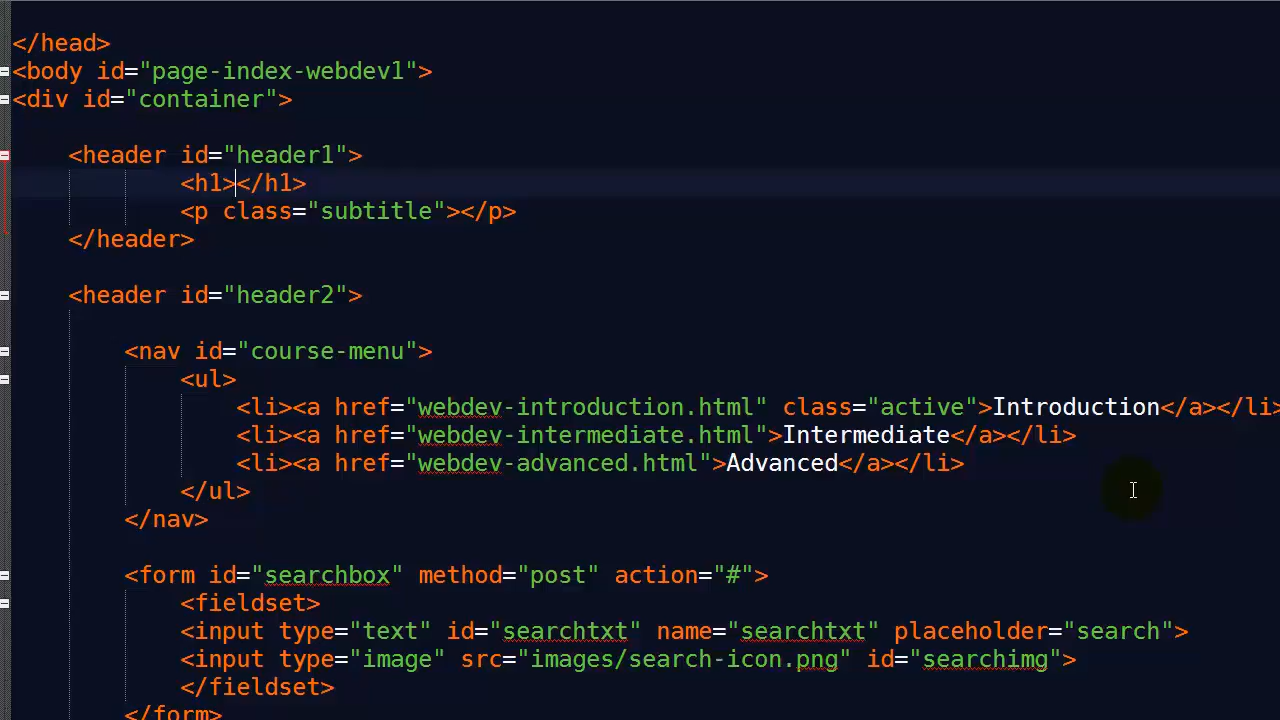 </head>
<body id="page-index-webdev1">
<div id="container">
<header id="header1">
<h1></h1>
<p class="subtitle"></p>
</header>
<header id="header2">
<nav id="course-menu">
<ul>
<li><a href="webdev-introduction.html" class="active">Introduction</a></li>
<li><a href="webdev-intermediate.html">Intermediate</a></li>
<li><a href="webdev-advanced.html">Advanced</a></li>
</ul>
</nav>
<form id="searchbox" method="post" action="#">
<fieldset>
<input type="text" id="searchtxt" name="searchtxt" placeholder="search">
<input type="image" src="images/search-icon.png" id="searchimg">
</fieldset>
</form>